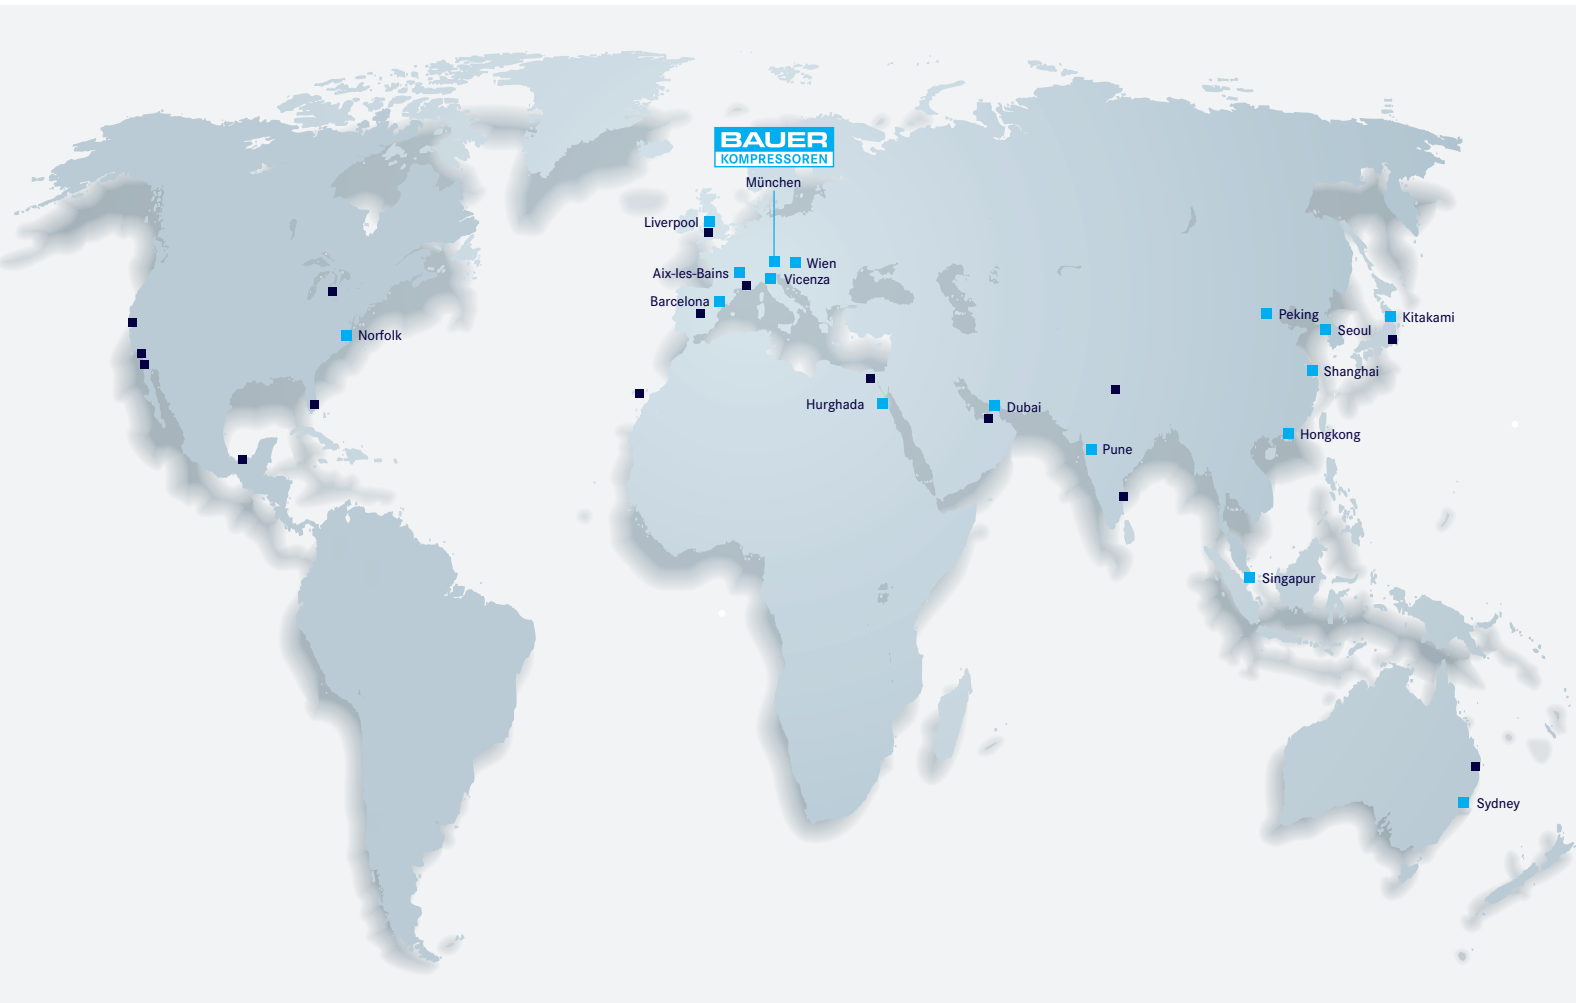 BAUER
KOMPRESSOREN
München
Liverpool
Wien
Aix-les-Bains
Vicenza
Barcelona
Peking
Kitakami
Seoul
Norfolk
Shanghai
Hurghada
Dubai
Hongkong
Pune
Singapur
Sydney